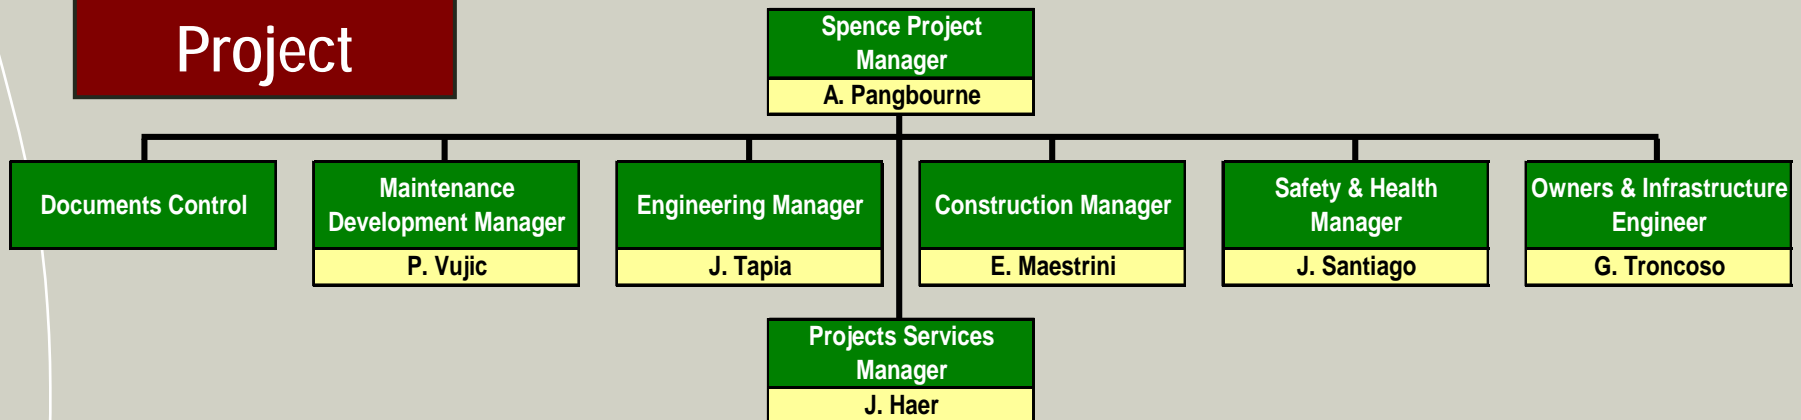 Project
Spence Project
Manager
A. Pangbourne
Documents Control
Maintenance
Development Manager
P. Vujic
Engineering Manager
J. Tapia
Construction Manager
E. Maestrini
Safety & Health
Manager
J. Santiago
Owners & Infrastructure
Engineer
G. Troncoso
Projects Services
Manager
J. Haer